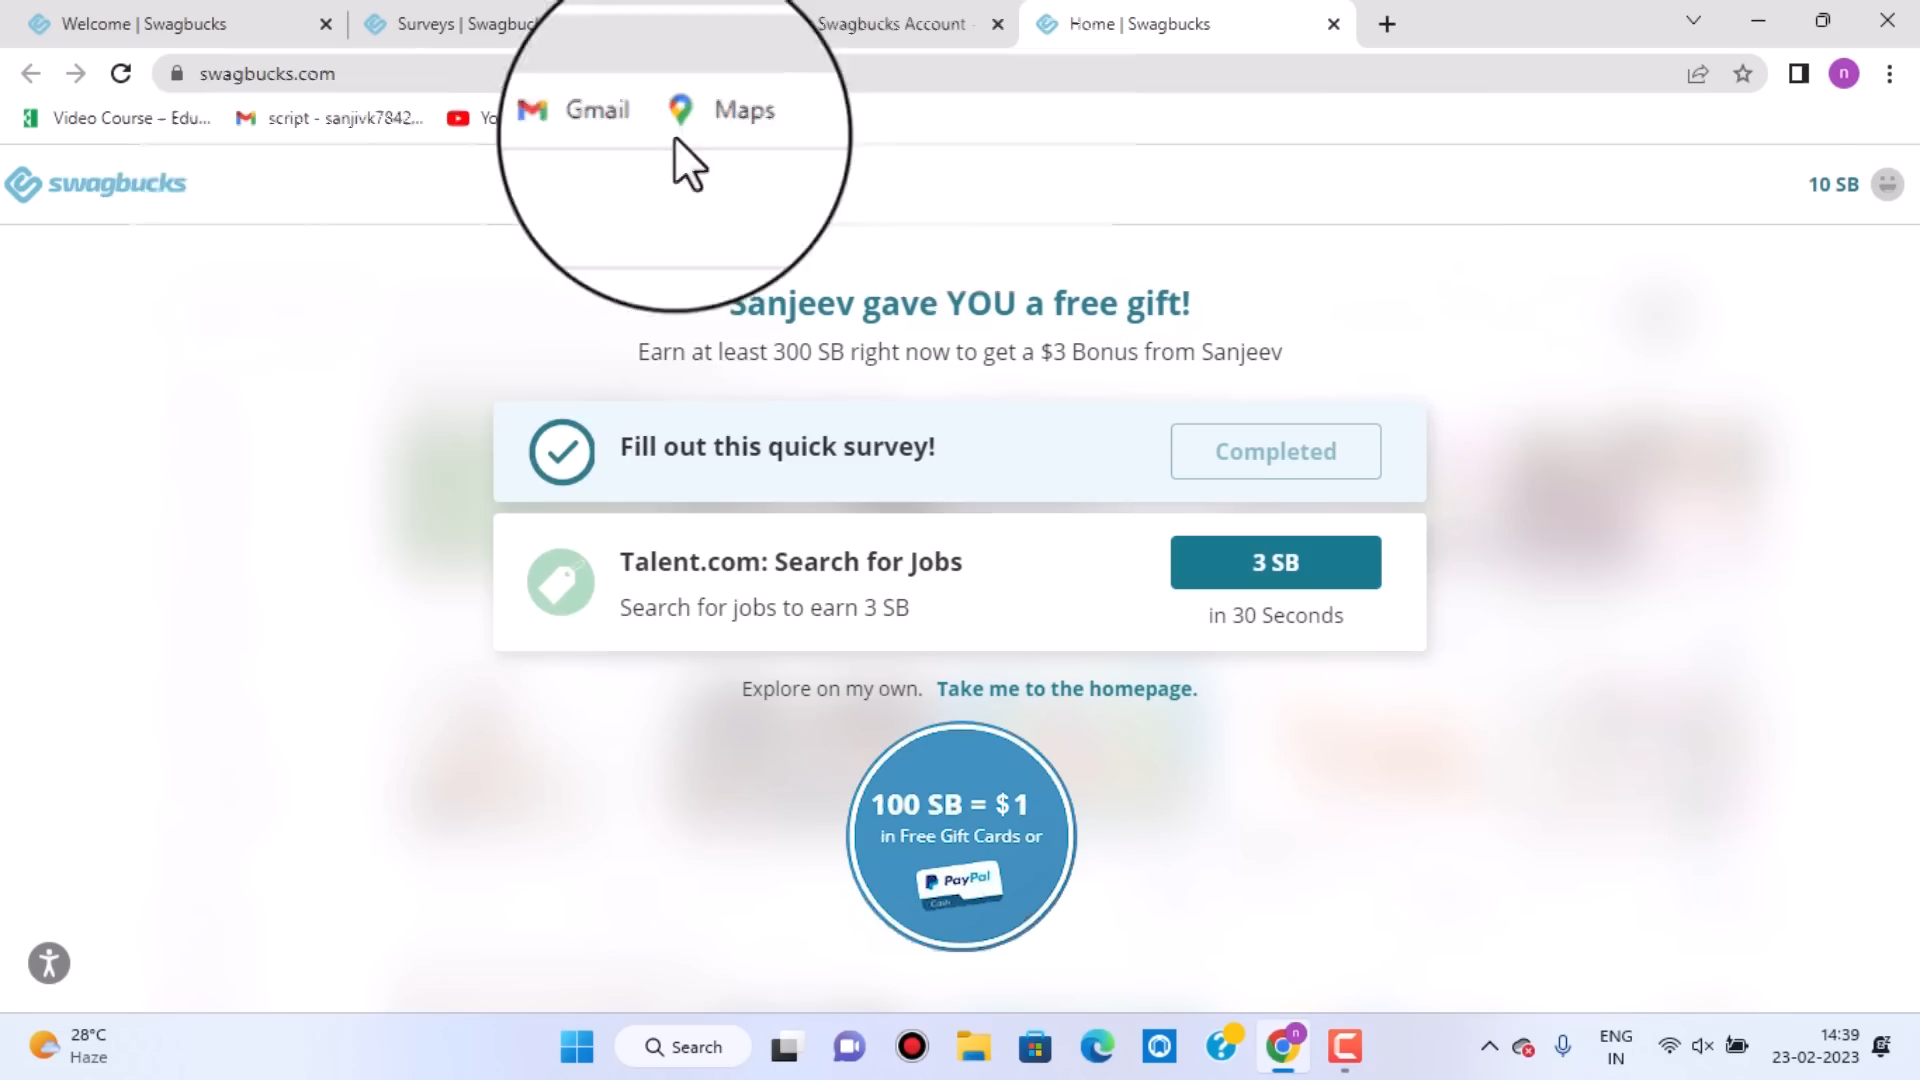 Welcome | Swagbucks
Surveys | Swagbuc
Swagbucks Account -
Home | Swagbucks
swagbucks.com
n
Video Course – Edu...
script - sanjivk7842...
Yo
Gmail
Maps
swagbucks
10 SB
Sanjeev gave YOU a free gift!
Earn at least 300 SB right now to get a $3 Bonus from Sanjeev
Fill out this quick survey!
Completed
Talent.com: Search for Jobs
3 SB
Search for jobs to earn 3 SB
in 30 Seconds
Explore on my own. Take me to the homepage.
100 SB = $1
in Free Gift Cards or
PayPal
Cash
28°C
Haze
Search
n
ENG
IN
14:39
23-02-2023